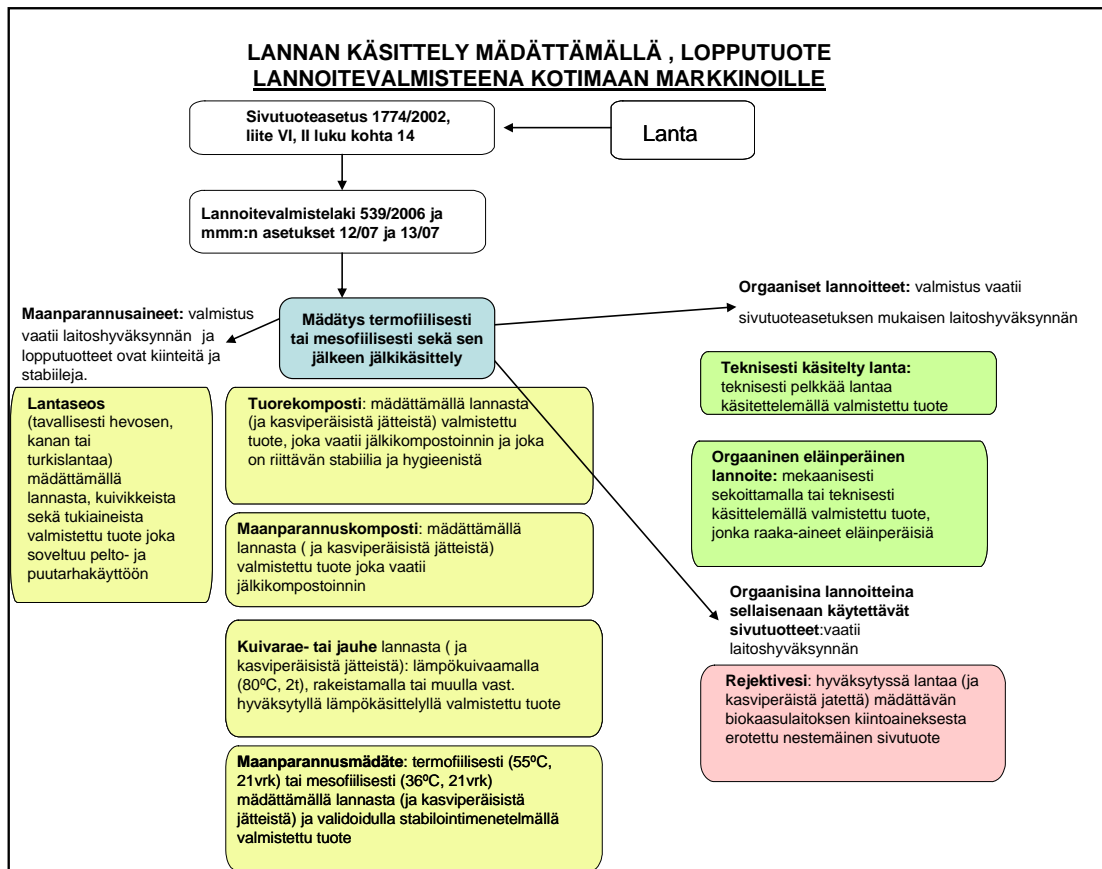 LANNAN KÄSITTELY MÄDÄTTÄMÄLLÄ , LOPPUTUOTE
LANNOITEVALMISTEENA KOTIMAAN MARKKINOILLE
Sivutuoteasetus 1774/2002,
liite VI, II luku kohta 14
Lanta
Lannoitevalmistelaki 539/2006 ja
mmm:n asetukset 12/07 ja 13/07
Maanparannusaineet: valmistus
vaatii laitoshyväksynnän ja
lopputuotteet ovat kiinteitä ja
stabiileja.
Mädätys termofiilisesti
tai mesofiilisesti sekä sen
jälkeen jälkikäsittely
Orgaaniset lannoitteet: valmistus vaatii
sivutuoteasetuksen mukaisen laitoshyväksynnän
Lantaseos
(tavallisesti hevosen,
kanan tai
turkislantaa)
mädättämällä
lannasta, kuivikkeista
sekä tukiaineista
valmistettu tuote joka
soveltuu pelto- ja
puutarhakäyttöön
Tuorekomposti: mädättämällä lannasta
(ja kasviperäisistä jätteistä) valmistettu
tuote, joka vaatii jälkikompostoinnin ja joka
on riittävän stabiilia ja hygieenistä
Maanparannuskomposti: mädättämällä
lannasta ( ja kasviperäisistä jätteistä)
valmistettu tuote joka vaatii
jälkikompostoinnin
Kuivarae- tai jauhe lannasta ( ja
kasviperäisistä jätteistä): lämpökuivaamalla
(80ºC, 2t), rakeistamalla tai muulla vast.
hyväksytyllä lämpökäsittelyllä valmistettu tuote
Maanparannusmädäte: termofiilisesti (55ºC,
21vrk) tai mesofiilisesti (36ºC, 21vrk)
mädättämällä lannasta (ja kasviperäisistä
jätteistä) ja validoidulla stabilointimenetelmällä
valmistettu tuote
Teknisesti käsitelty lanta:
teknisesti pelkkää lantaa
käsitettelemällä valmistettu tuote
Orgaaninen eläinperäinen
lannoite: mekaanisesti
sekoittamalla tai teknisesti
käsittelemällä valmistettu tuote,
jonka raaka-aineet eläinperäisiä
Orgaanisina lannoitteina
sellaisenaan käytettävät
sivutuotteet:vaatii
laitoshyväksynnän
Rejektivesi: hyväksytyssä lantaa (ja
kasviperäistä jatettä) mädättävän
biokaasulaitoksen kiintoaineksesta
erotettu nestemäinen sivutuote